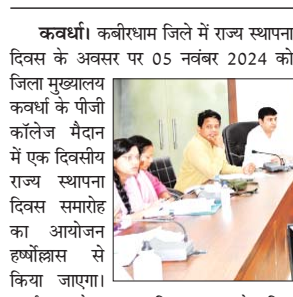 कवर्धा। कबीरधाम जिले में राज्य स्थापना
दिवस के अवसर पर 05 नवंबर 2024 को
जिला मुख्यालय
कवर्धा के पीजी
कॉलेज मैदान
में एक दिवसीय
राज्य स्थापना
दिवस समारोह
का आयोजन
हर्षोल्लास से
किया जाएगा।